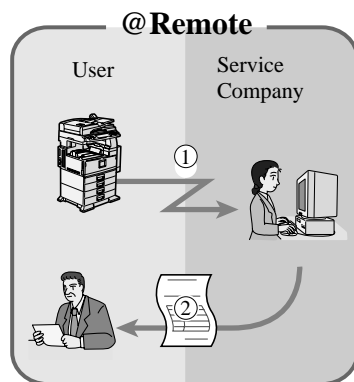 @Remote
User
Service
Company
①
②